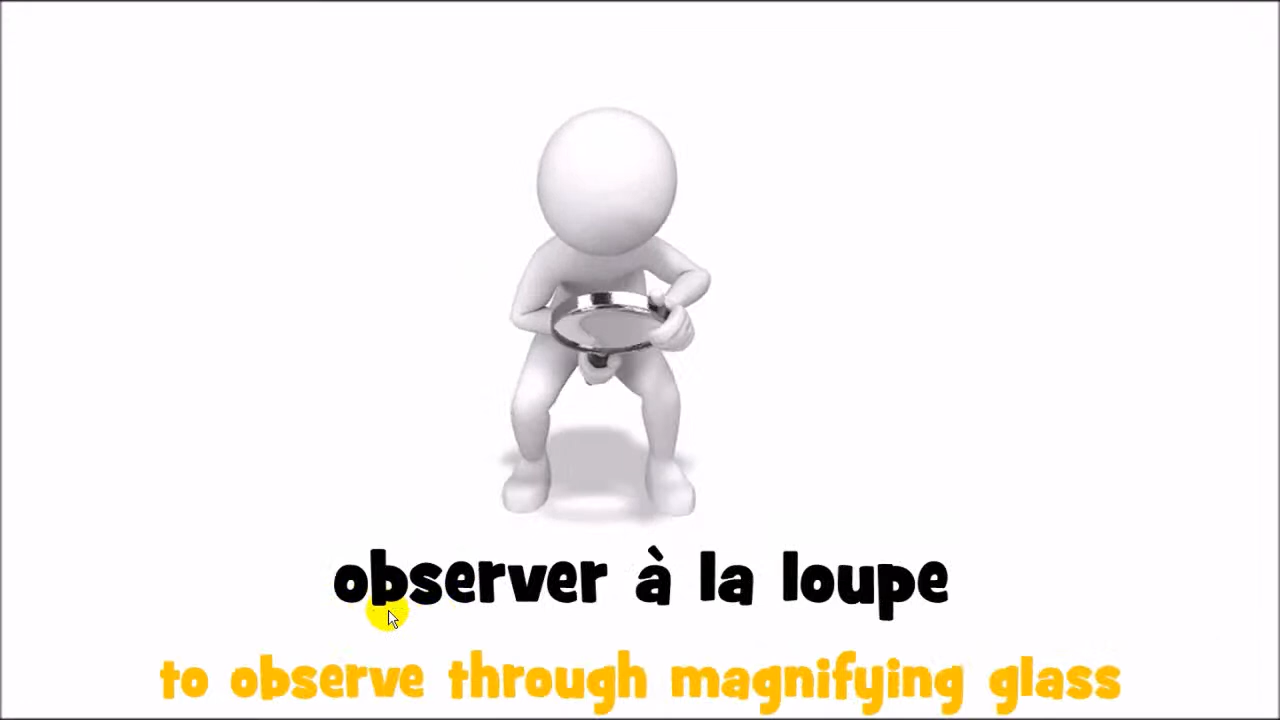 observer à la loupe
to observe through magnifying glass